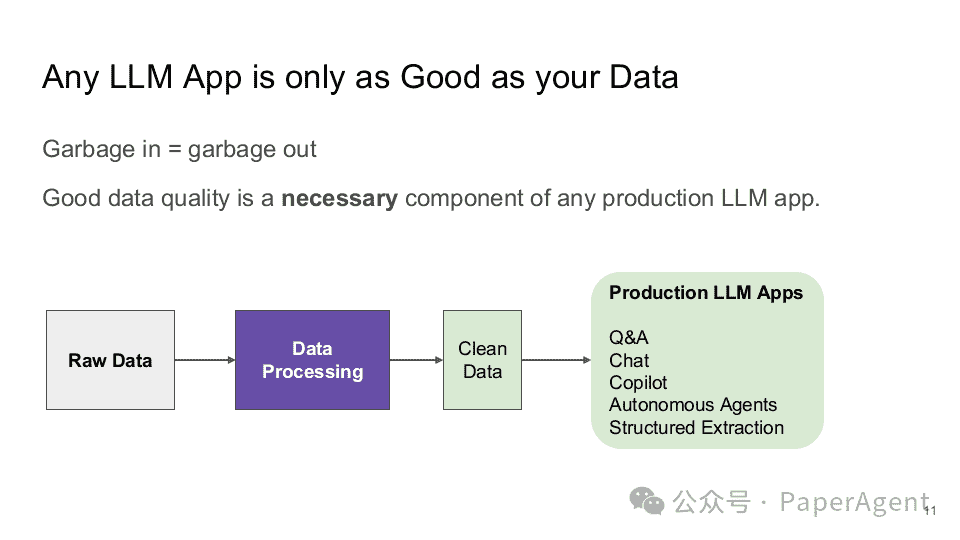 Any LLM App is only as Good as your Data
Garbage in = garbage out
Good data quality is a necessary component of any production LLM app.
Raw Data
Data
Processing
Clean
Data
Production LLM Apps
Q&A
Chat
Copilot
Autonomous Agents
Structured Extraction
公众号 · PaperAgent
11